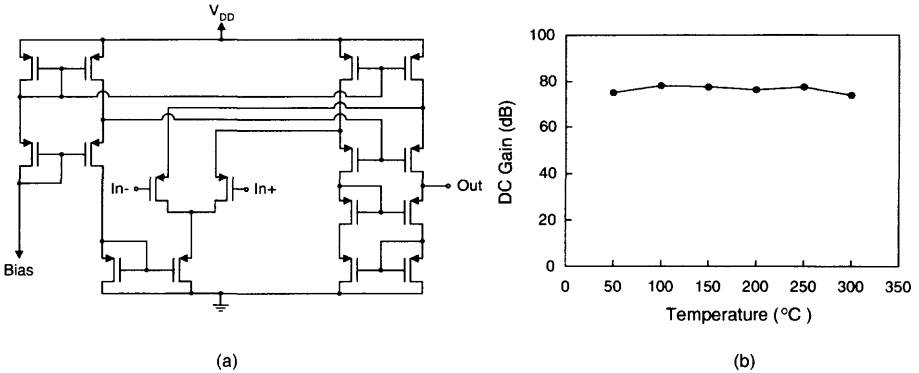 V_DD
In-
In+
Out
Bias
(a)
DC Gain (dB)
100
80
60
40
20
0
0 50 100 150 200 250 300 350
Temperature (°C )
(b)